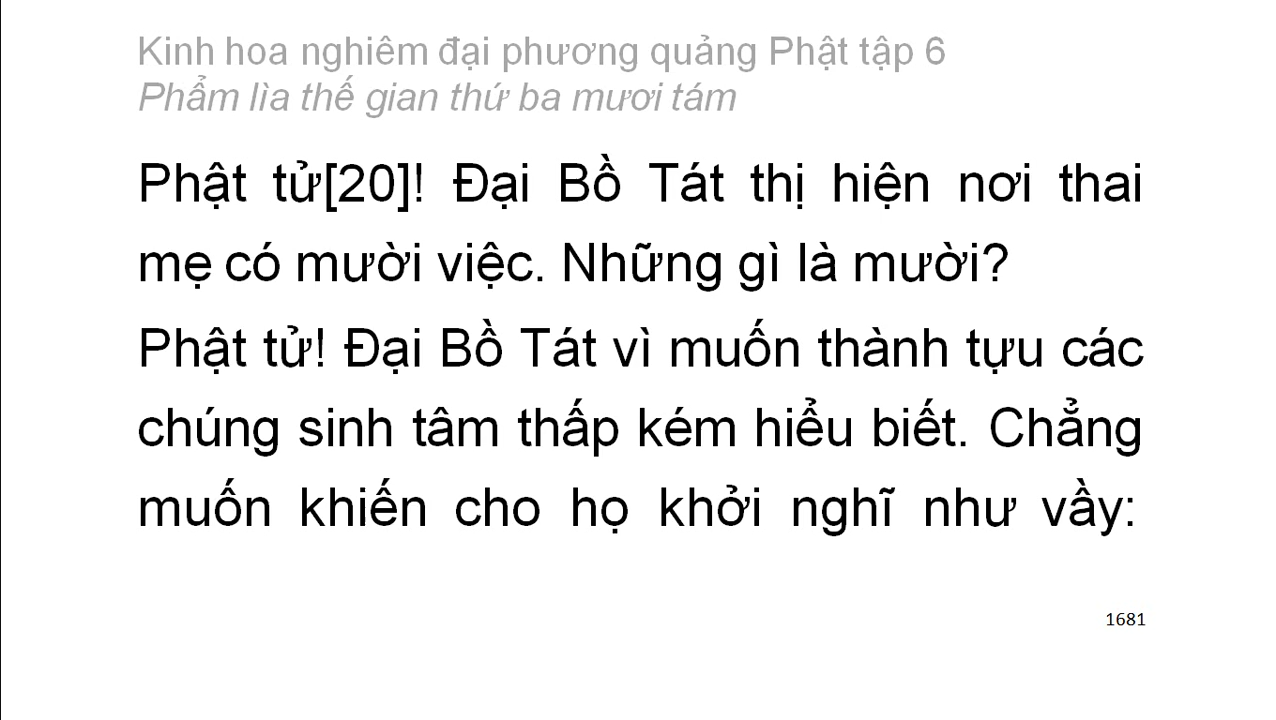 Kinh hoa nghiêm đại phương quảng Phật tập 6
Phẩm lìa thế gian thứ ba mươi tám
Phật tử[20]! Đại Bồ Tát thị hiện nơi thai
mẹ có mười việc. Những gì là mười?
Phật tử! Đại Bồ Tát vì muốn thành tựu các
chúng sinh tâm thấp kém hiểu biết. Chẳng
muốn khiến cho họ khởi nghĩ như vầy:
1681